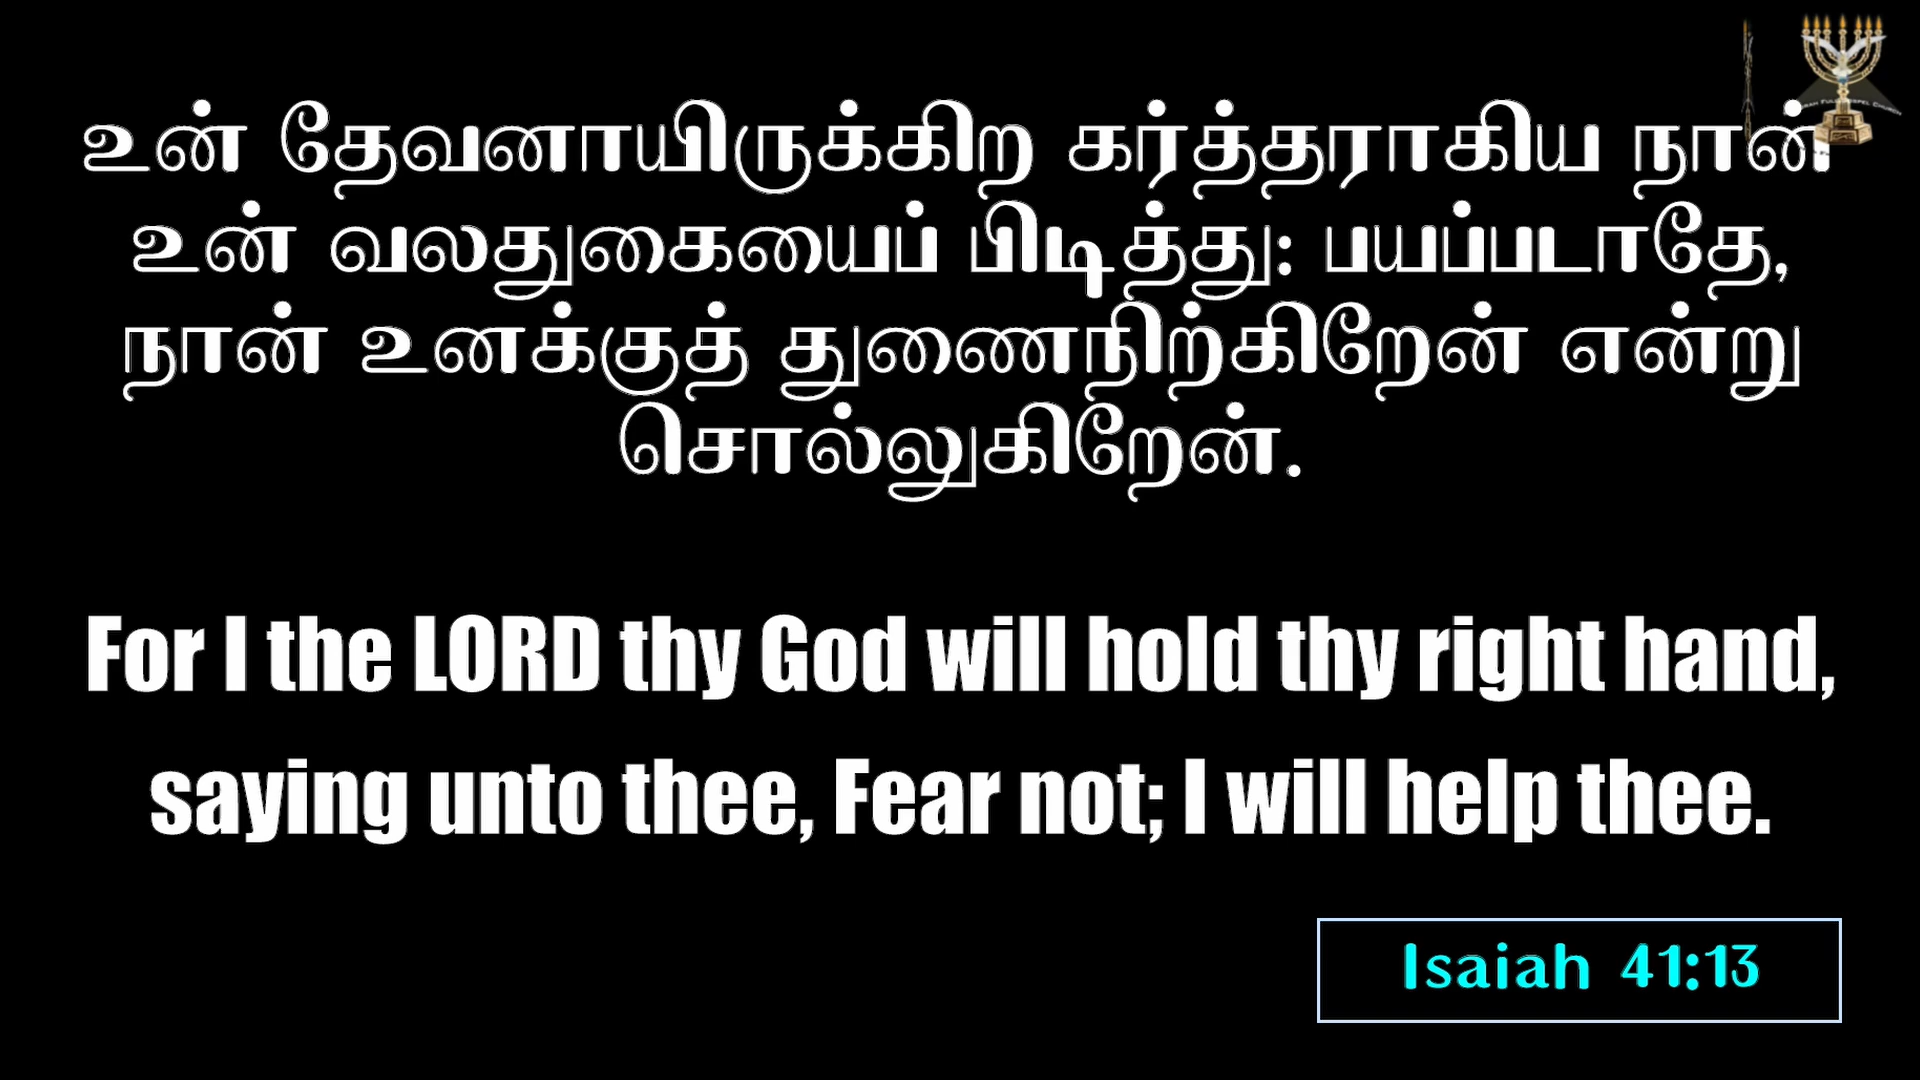 உன் தேவனாயிருக்கிற கர்த்தராகிய நான்
உன் வலதுகையைப் பிடித்து: பயப்படாதே,
நான் உனக்குத் துணைநிற்கிறேன் என்று
சொல்லுகிறேன்.
For I the LORD thy God will hold thy right hand,
saying unto thee, Fear not; I will help thee.
Isaiah 41:13